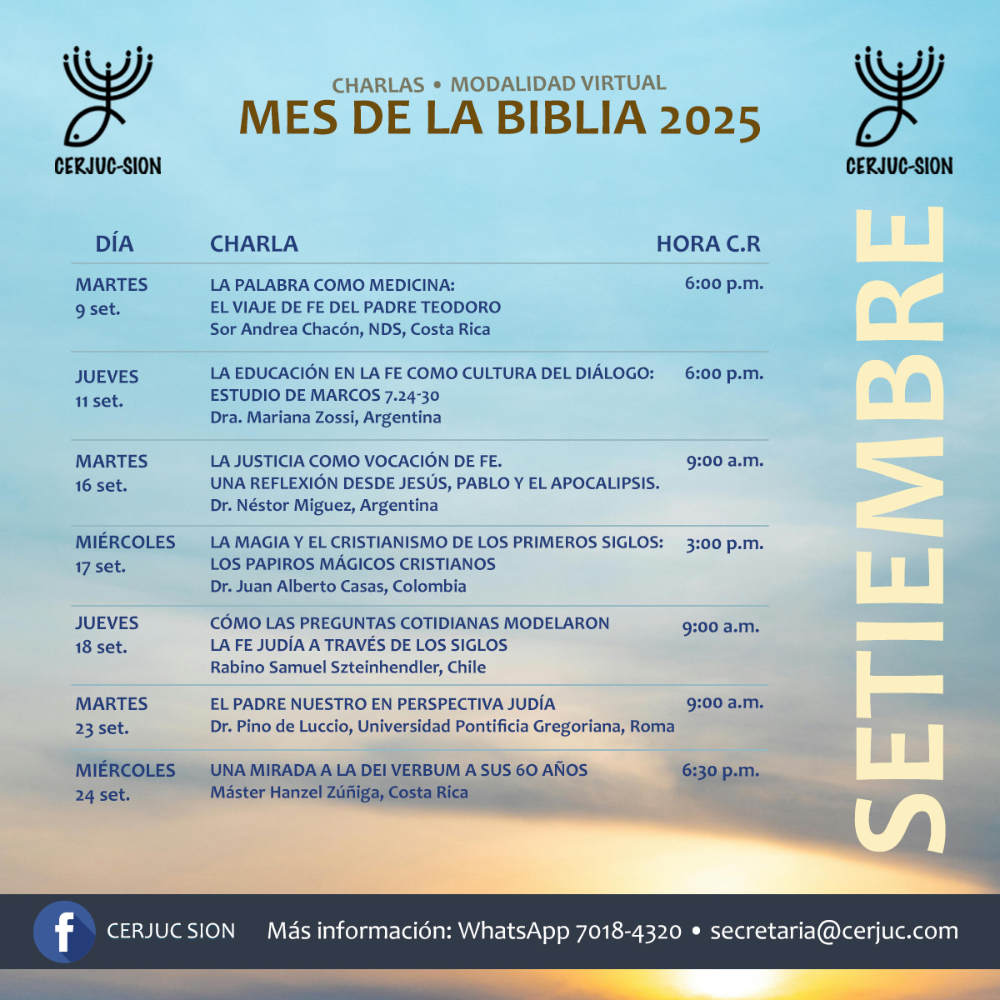 CERJUC-SION
CHARLAS • MODALIDAD VIRTUAL
MES DE LA BIBLIA 2025
CERJUC-SION
DÍA CHARLA HORA C.R
MARTES
9 set.
LA PALABRA COMO MEDICINA:
EL VIAJE DE FE DEL PADRE TEODORO
Sor Andrea Chacón, NDS, Costa Rica
6:00 p.m.
JUEVES
11 set.
LA EDUCACIÓN EN LA FE COMO CULTURA DEL DIÁLOGO:
ESTUDIO DE MARCOS 7.24-30
Dra. Mariana Zossi, Argentina
6:00 p.m.
MARTES
16 set.
LA JUSTICIA COMO VOCACIÓN DE FE.
UNA REFLEXIÓN DESDE JESÚS, PABLO Y EL APOCALIPSIS.
Dr. Néstor Miguez, Argentina
9:00 a.m.
MIÉRCOLES
17 set.
LA MAGIA Y EL CRISTIANISMO DE LOS PRIMEROS SIGLOS:
LOS PAPIROS MÁGICOS CRISTIANOS
Dr. Juan Alberto Casas, Colombia
3:00 p.m.
JUEVES
18 set.
CÓMO LAS PREGUNTAS COTIDIANAS MODELARON
LA FE JUDÍA A TRAVÉS DE LOS SIGLOS
Rabino Samuel Szteinhendler, Chile
9:00 a.m.
MARTES
23 set.
EL PADRE NUESTRO EN PERSPECTIVA JUDÍA
Dr. Pino de Luccio, Universidad Pontificia Gregoriana, Roma
9:00 a.m.
MIÉRCOLES
24 set.
UNA MIRADA A LA DEI VERBUM A SUS 6O AÑOS
Máster Hanzel Zúñiga, Costa Rica
6:30 p.m.
SETIEMBRE
f CERJUC SION Más información: WhatsApp 7018-4320 • secretaria@cerjuc.com